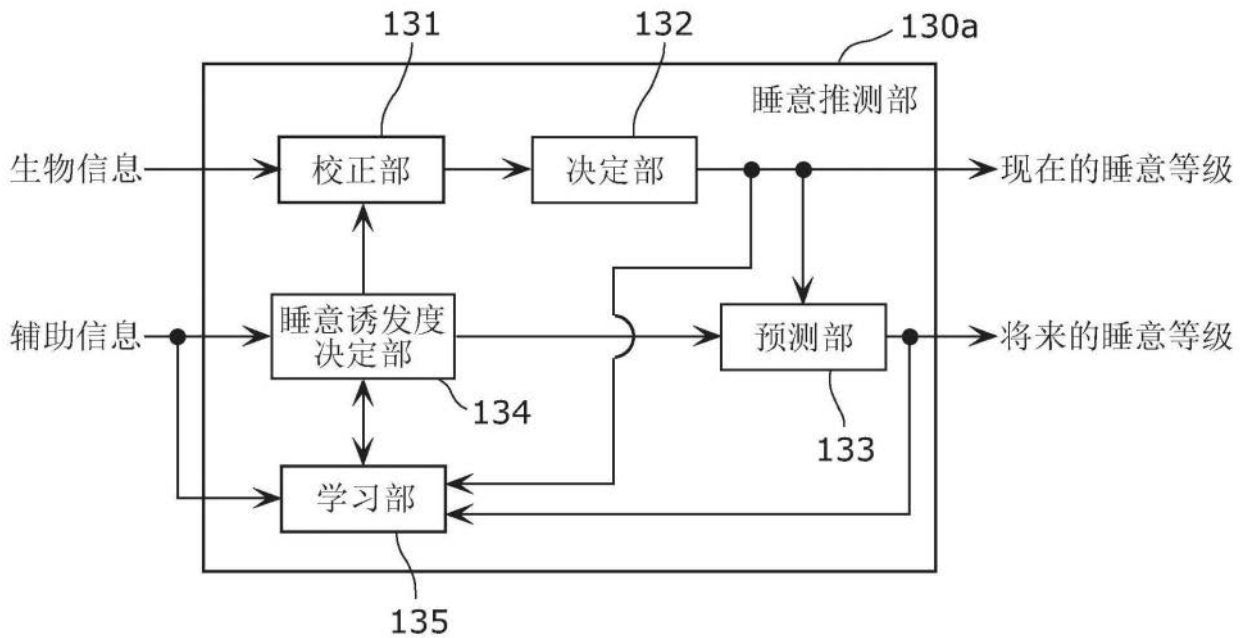 131
132
130a
睡意推测部
生物信息
校正部
决定部
现在的睡意等级
辅助信息
睡意诱发度
决定部
预测部
将来的睡意等级
134
133
学习部
135